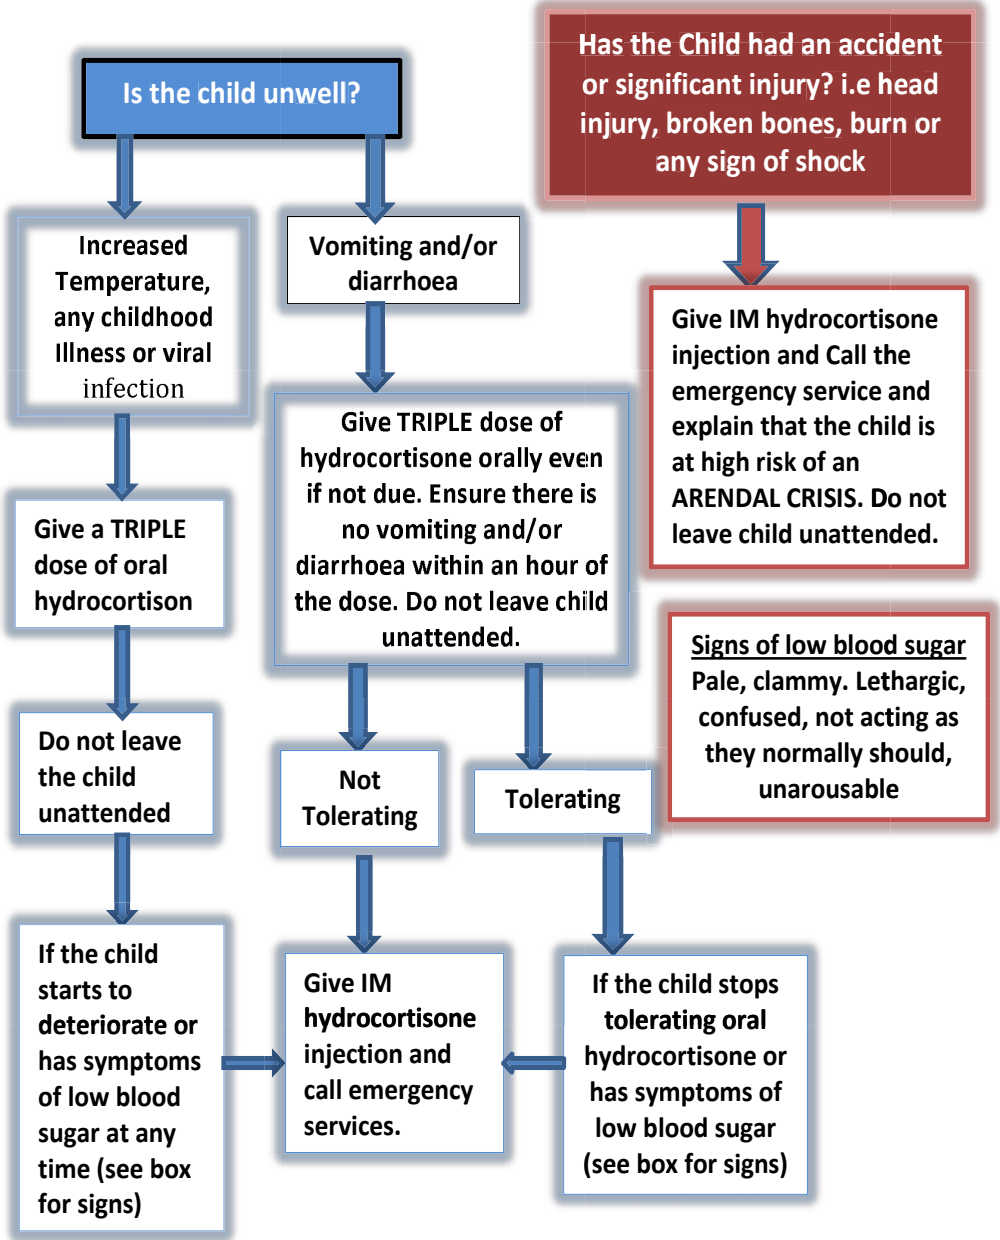 Is the child unwell?
Has the Child had an accident
or significant injury? i.e head
injury, broken bones, burn or
any sign of shock
Increased
Temperature,
any childhood
Illness or viral
infection
Vomiting and/or
diarrhoea
Give IM hydrocortisone
injection and Call the
emergency service and
explain that the child is
at high risk of an
ARENDAL CRISIS. Do not
leave child unattended.
Give a TRIPLE
dose of oral
hydrocortison
Give TRIPLE dose of
hydrocortisone orally even
if not due. Ensure there is
no vomiting and/or
diarrhoea within an hour of
the dose. Do not leave child
unattended.
Signs of low blood sugar
Pale, clammy. Lethargic,
confused, not acting as
they normally should,
unarousable
Do not leave
the child
unattended
Not
Tolerating
Tolerating
If the child
starts to
deteriorate or
has symptoms
of low blood
sugar at any
time (see box
for signs)
Give IM
hydrocortisone
injection and
call emergency
services.
If the child stops
tolerating oral
hydrocortisone or
has symptoms of
low blood sugar
(see box for signs)